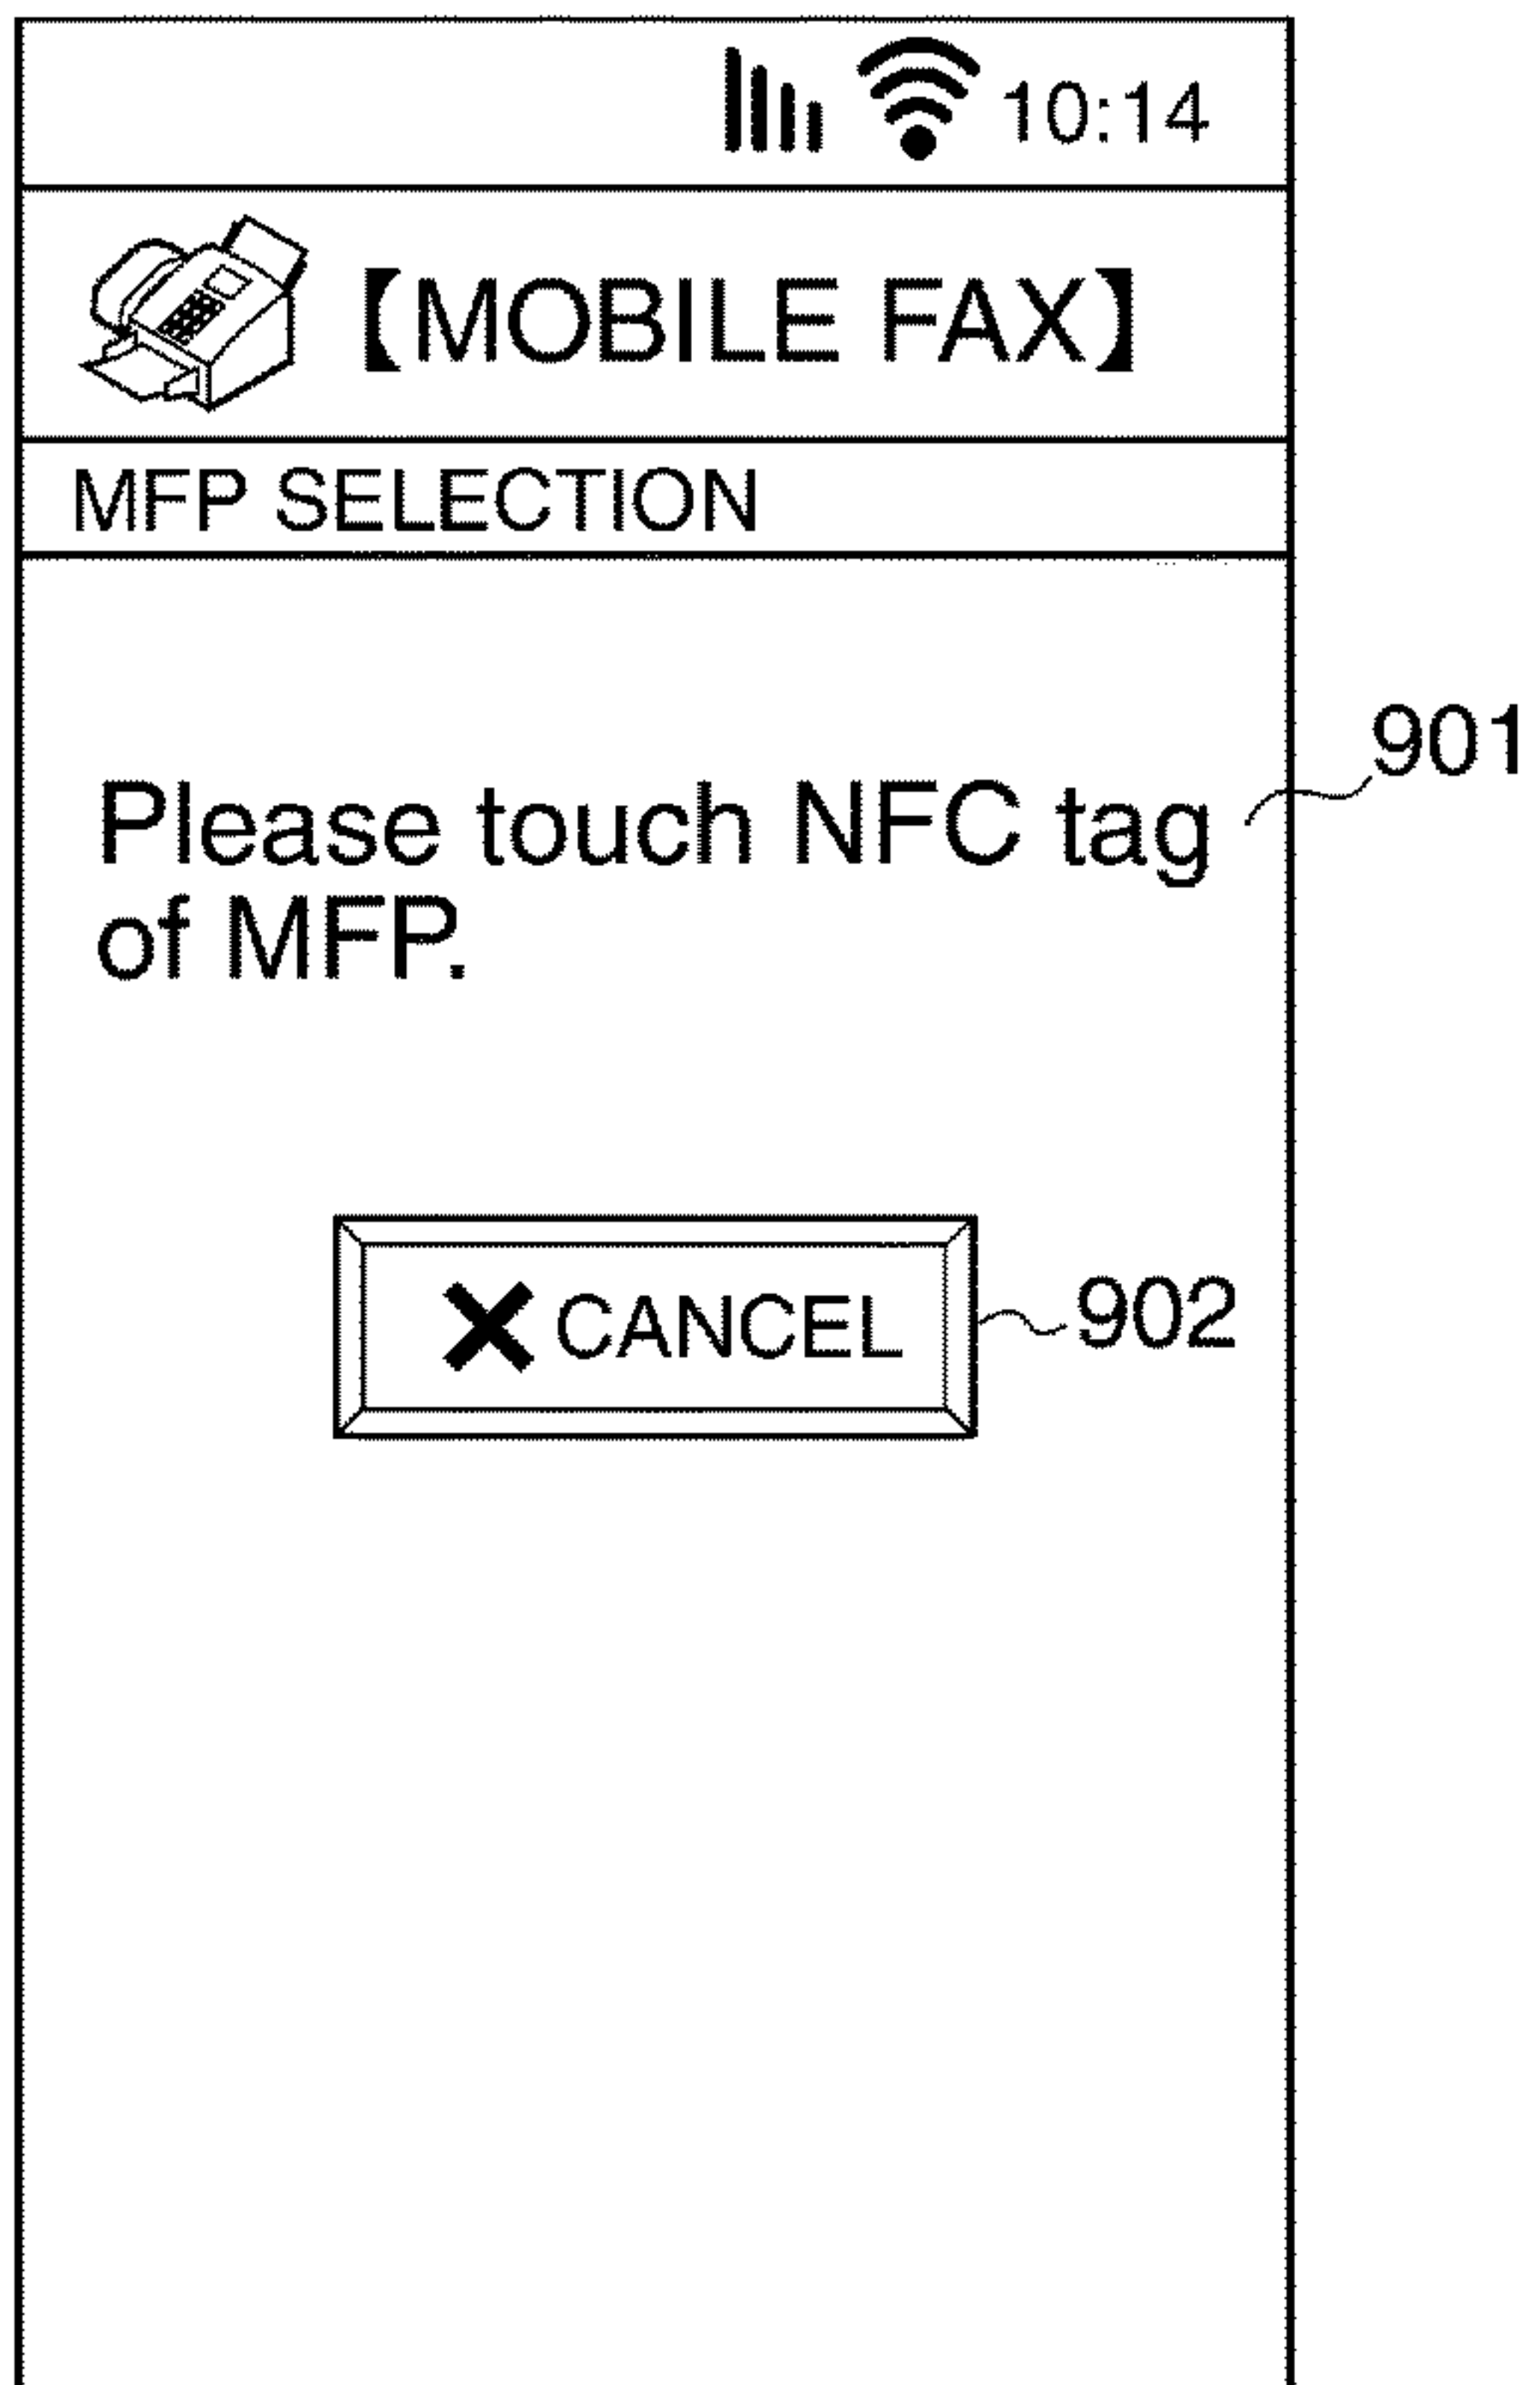 10:14
【MOBILE FAX】
MFP SELECTION
901
Please touch NFC tag
of MFP.
✕CANCEL
902